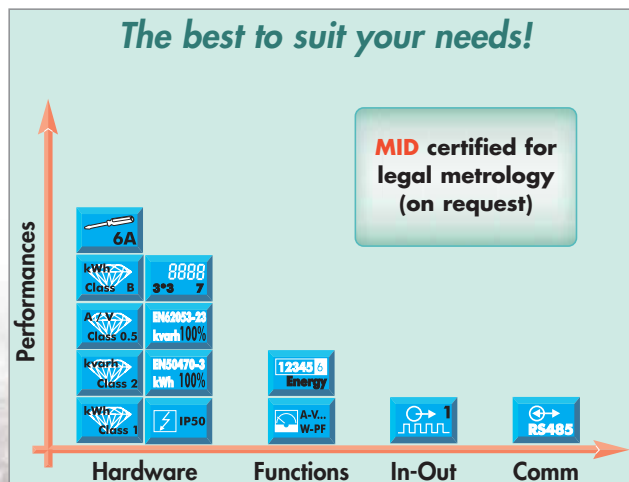 The best to suit your needs!
MID certified for
legal metrology
(on request)
Performances
6A
kWh
Class B
8888
3*3 7
A / V
Class 0.5
EN62053-23
kvarh 100%
kvarh
Class 2
EN50470-3
kWh 100%
12345 6
Energy
kWh
Class 1
IP50
A-V...
W-PF
1
RS485
Hardware Functions In-Out Comm